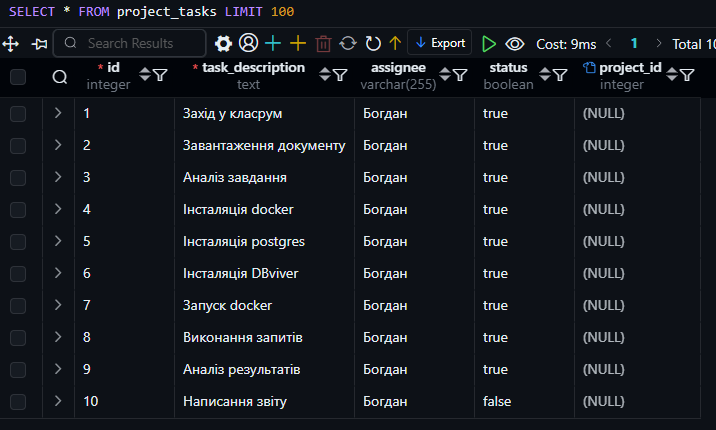 SELECT * FROM project_tasks LIMIT 100
Search Results Export Cost: 9ms 1 Total 10
* id * task_description assignee status project_id
integer text varchar(255) boolean integer
1 Захід у класрум Богдан true (NULL)
2 Завантаження документу Богдан true (NULL)
3 Аналіз завдання Богдан true (NULL)
4 Інсталяція docker Богдан true (NULL)
5 Інсталяція postgres Богдан true (NULL)
6 Інсталяція DBviver Богдан true (NULL)
7 Запуск docker Богдан true (NULL)
8 Виконання запитів Богдан true (NULL)
9 Аналіз результатів Богдан true (NULL)
10 Написання звіту Богдан false (NULL)